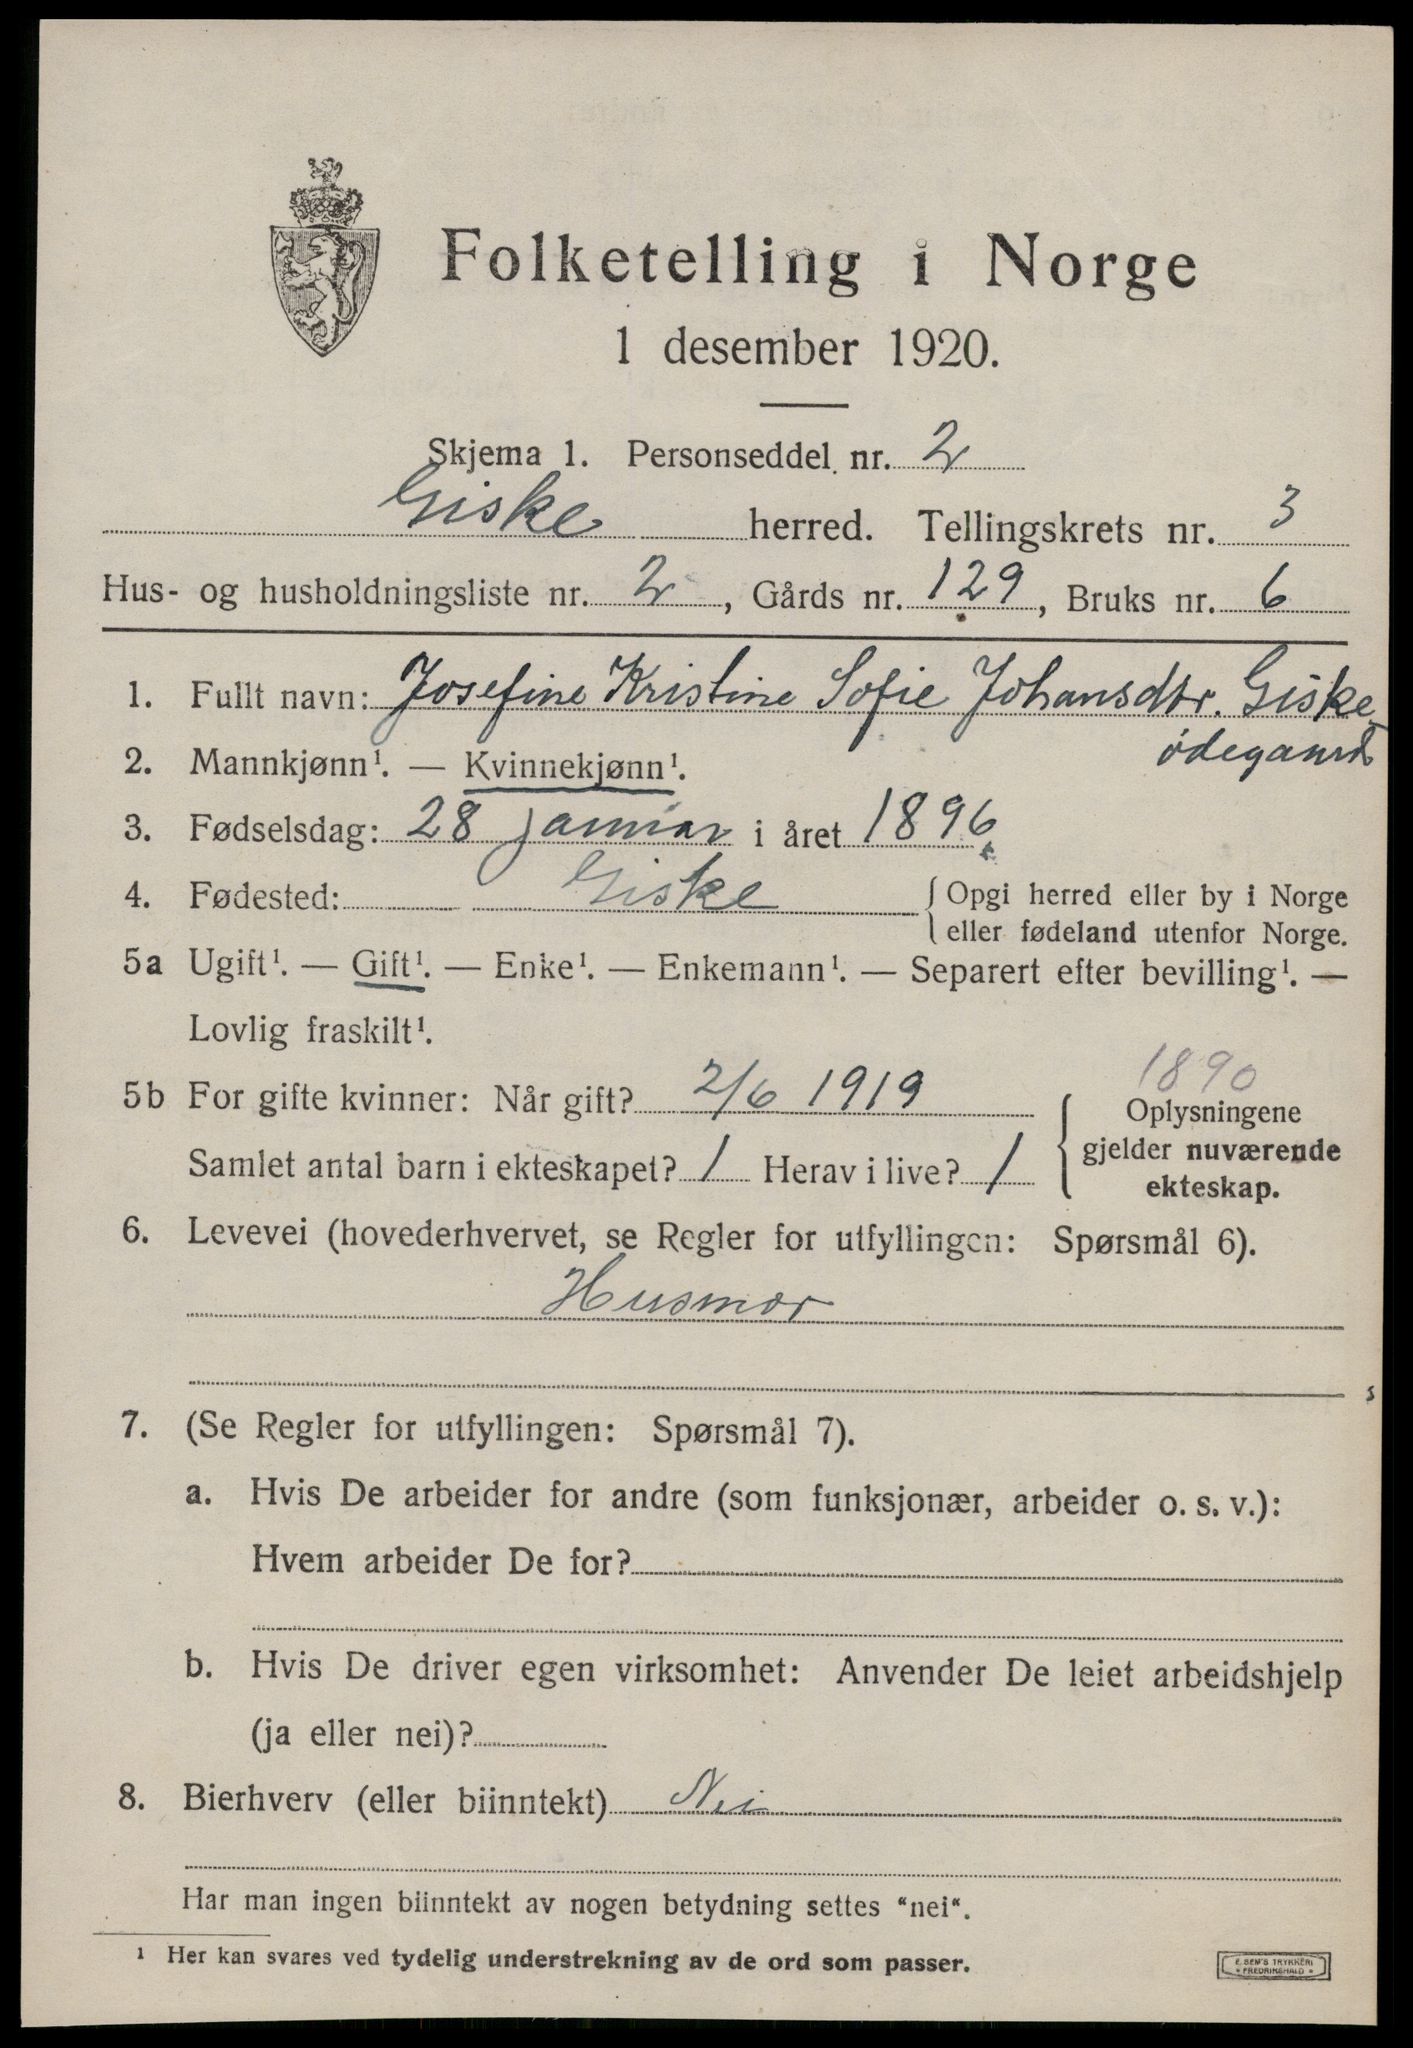 Folketelling i Norge
1 desember 1920.
Skjema 1. Personseddel nr. 2
Giske herred. Tellingskrets nr. 3
Hus- og husholdningsliste nr. 2, Gårds nr. 129, Bruks nr. 6
1. Fullt navn: Josefine Kristine Sofie Johansdtr. Giske-
ødegaard
2. Mannkjønn¹. — Kvinnekjønn¹.
3. Fødselsdag: 28 januar i året 1896
4. Fødested: Giske { Opgi herred eller by i Norge
eller fødeland utenfor Norge.
5a Ugift¹. — Gift¹. — Enke¹. — Enkemann¹. — Separert efter bevilling¹. —
Lovlig fraskilt¹.
1890
5b For gifte kvinner: Når gift? 2/6 1919 { Oplysningene
gjelder nuværende
Samlet antal barn i ekteskapet? 1 Herav i live? 1
ekteskap.
6. Levevei (hovederhvervet, se Regler for utfyllingen: Spørsmål 6).
Husmor
7. (Se Regler for utfyllingen: Spørsmål 7).
a. Hvis De arbeider for andre (som funksjonær, arbeider o. s. v.):
Hvem arbeider De for?
b. Hvis De driver egen virksomhet: Anvender De leiet arbeidshjelp
(ja eller nei)?
8. Bierhverv (eller biinntekt) Nei
Har man ingen biinntekt av nogen betydning settes "nei".
¹ Her kan svares ved tydelig understrekning av de ord som passer.
E. SEM'S TRYKKERI
• FREDRIKSHALD •